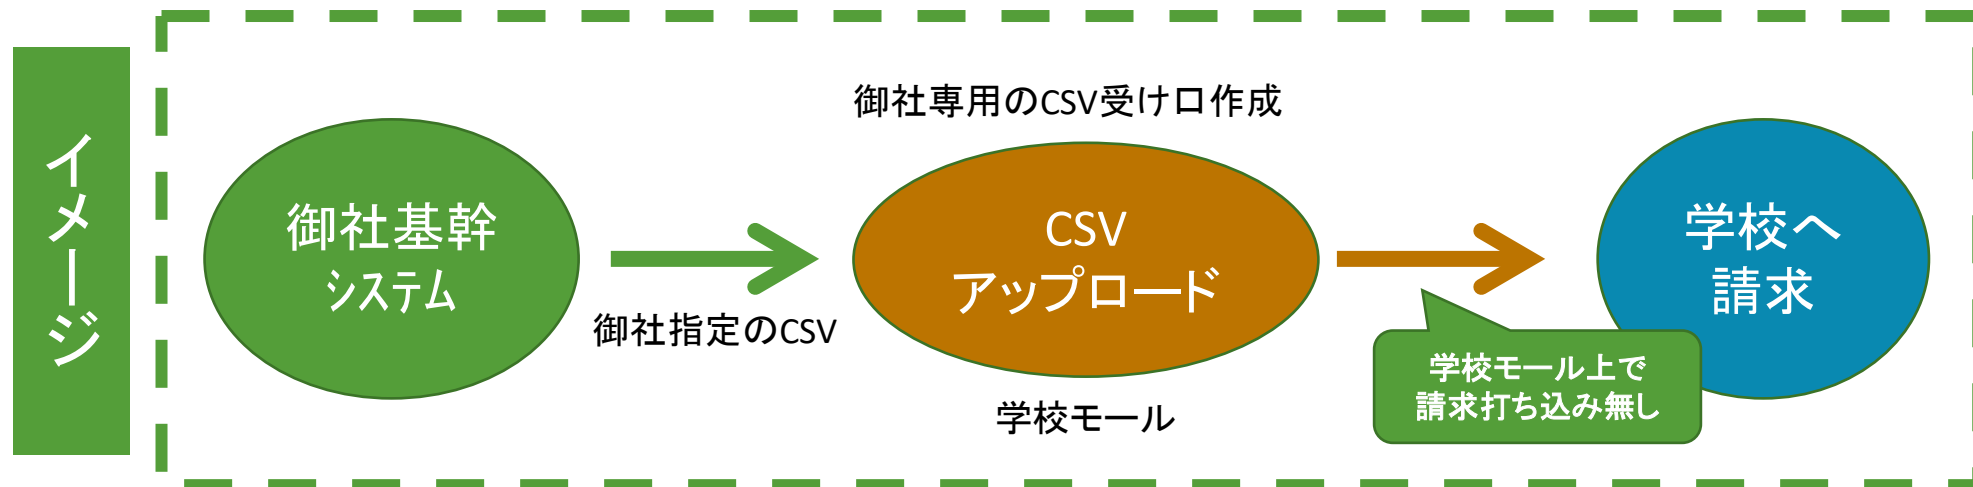 イメージ
御社基幹
システム
御社指定のCSV
御社専用のCSV受け口作成
CSV
アップロード
学校モール
学校へ
請求
学校モール上で
請求打ち込み無し